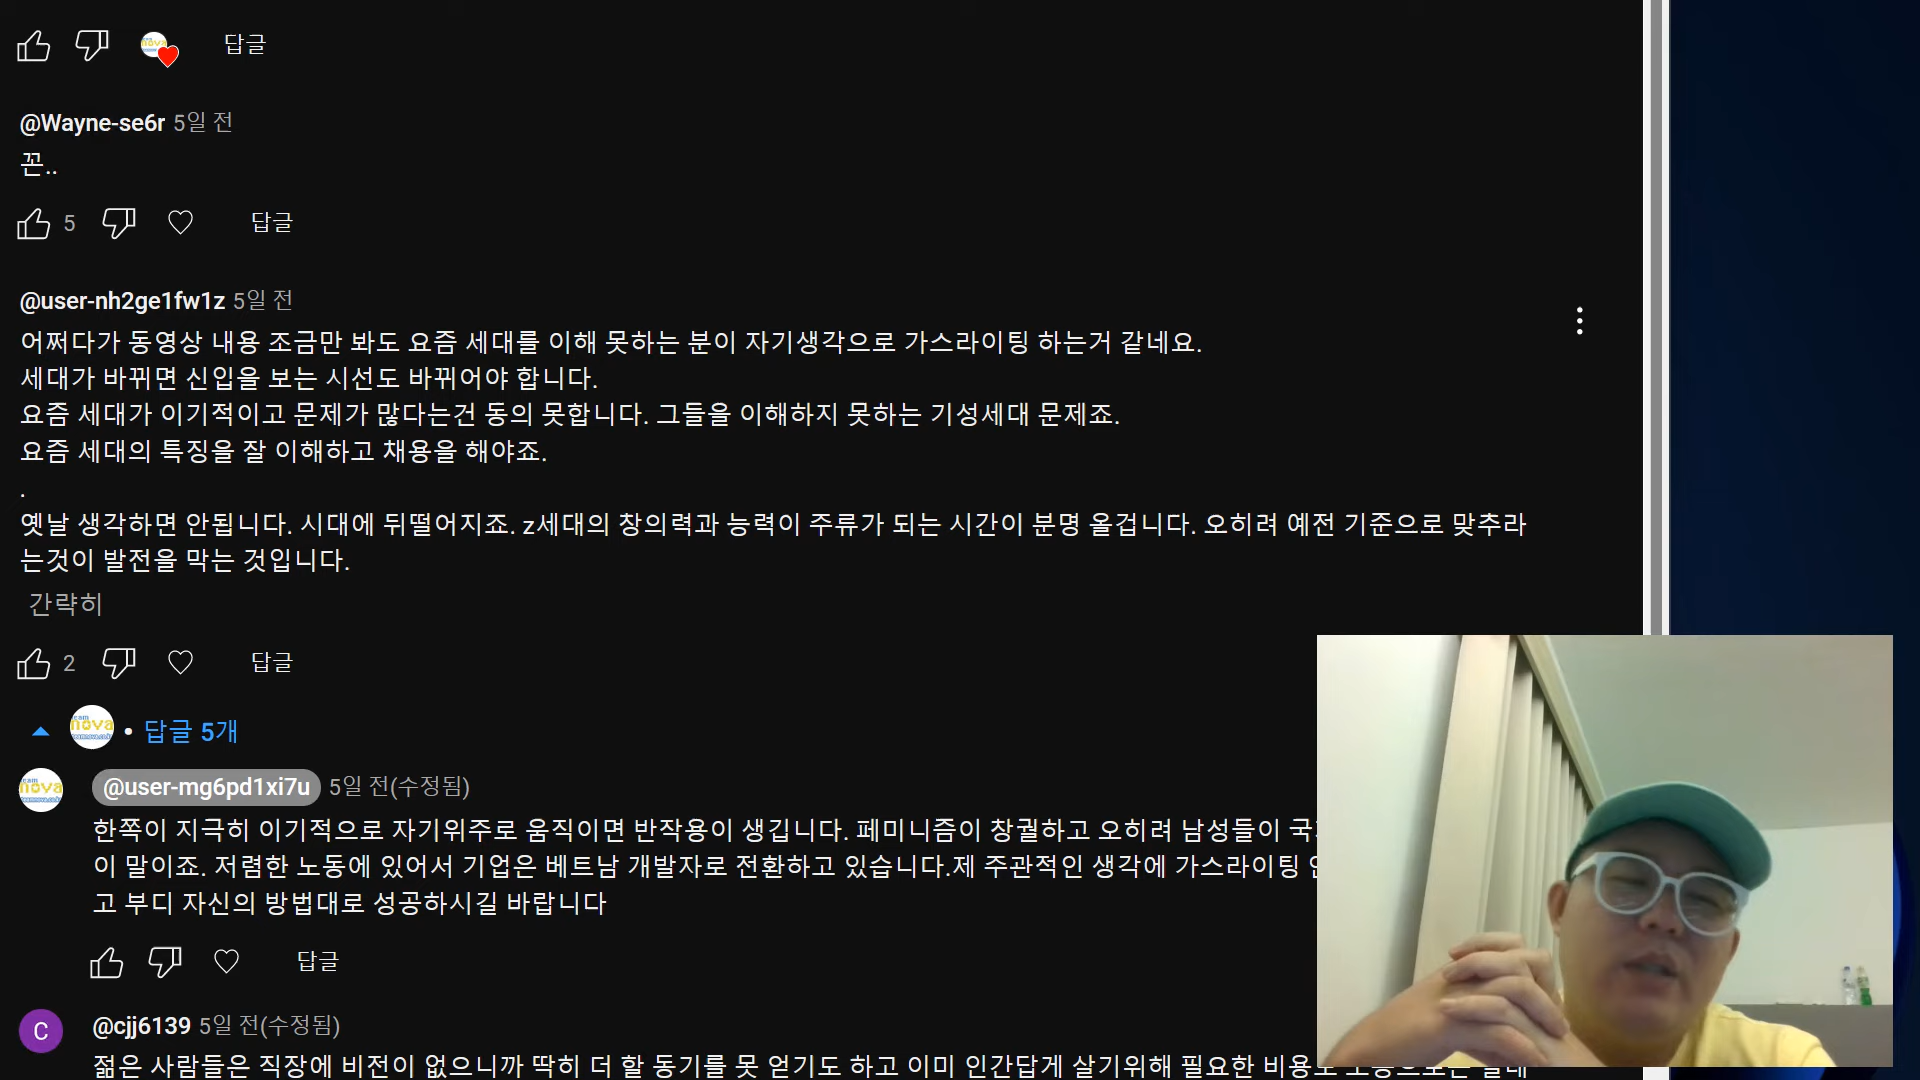 답글
@Wayne-se6r 5일 전
꼰..
5 답글
@user-nh2ge1fw1z 5일 전
어쩌다가 동영상 내용 조금만 봐도 요즘 세대를 이해 못하는 분이 자기생각으로 가스라이팅 하는거 같네요.
세대가 바뀌면 신입을 보는 시선도 바뀌어야 합니다.
요즘 세대가 이기적이고 문제가 많다는건 동의 못합니다. 그들을 이해하지 못하는 기성세대 문제죠.
요즘 세대의 특징을 잘 이해하고 채용을 해야죠.
.
옛날 생각하면 안됩니다. 시대에 뒤떨어지죠. z세대의 창의력과 능력이 주류가 되는 시간이 분명 올겁니다. 오히려 예전 기준으로 맞추라
는것이 발전을 막는 것입니다.
간략히
2 답글
nova • 답글 5개
@user-mg6pd1xi7u 5일 전(수정됨)
한쪽이 지극히 이기적으로 자기위주로 움직이면 반작용이 생깁니다. 페미니즘이 창궐하고 오히려 남성들이
이 말이죠. 저렴한 노동에 있어서 기업은 베트남 개발자로 전환하고 있습니다.제 주관적인 생각에 가스라이팅
고 부디 자신의 방법대로 성공하시길 바랍니다
답글
C @cjj6139 5일 전(수정됨)
젊은 사람들은 직장에 비전이 없으니까 딱히 더 할 동기를 못 얻기도 하고 이미 인간답게 살기위해 필요한